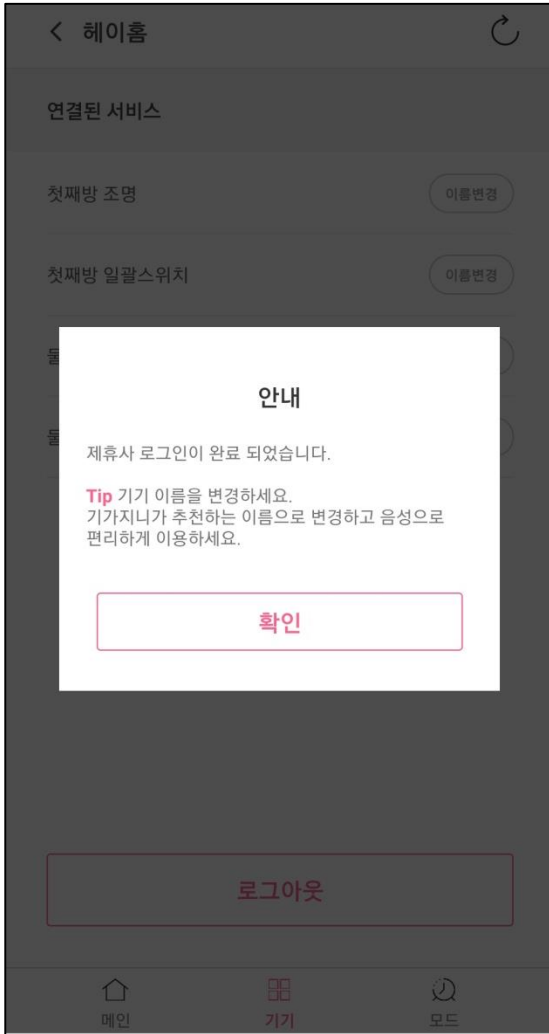 헤이홈
연결된 서비스
첫째방 조명
이름변경
첫째방 일괄스위치
이름변경
안내
제휴사 로그인이 완료 되었습니다.
Tip 기기 이름을 변경하세요.
기가지니가 추천하는 이름으로 변경하고 음성으로
편리하게 이용하세요.
확인
로그아웃
메인
기기
모드